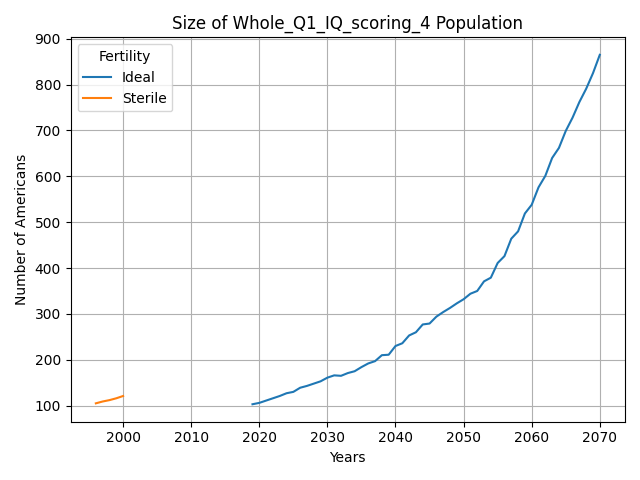 Size of Whole_Q1_IQ_scoring_4 Population
Number of Americans
900
800
700
600
500
400
300
200
100
Fertility
Ideal
Sterile
2000
2010
2020
2030
2040
2050
2060
2070
Years